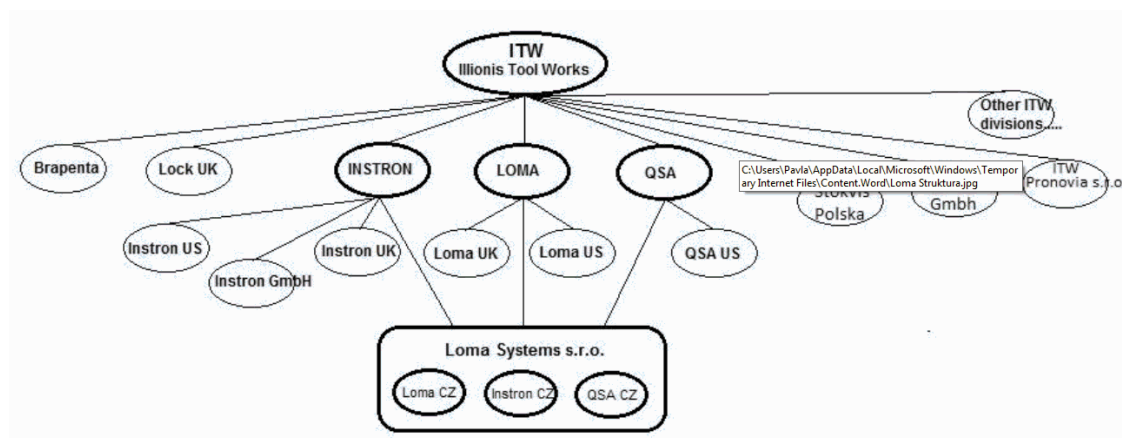 ITW
Illionis Tool Works
Other ITW
divisions.....
Brapenta
Lock UK
INSTRON
LOMA
QSA
C:\Users\Pavla\AppData\Local\Microsoft\Windows\Tempor
ary Internet Files\Content.Word\Loma Struktura.jpg
ITW
Pronovia s.r.o.
Stokvis
Polska
Gmbh
Instron US
Instron GmbH
Instron UK
Loma UK
Loma US
QSA US
Loma Systems s.r.o.
Loma CZ
Instron CZ
QSA CZ